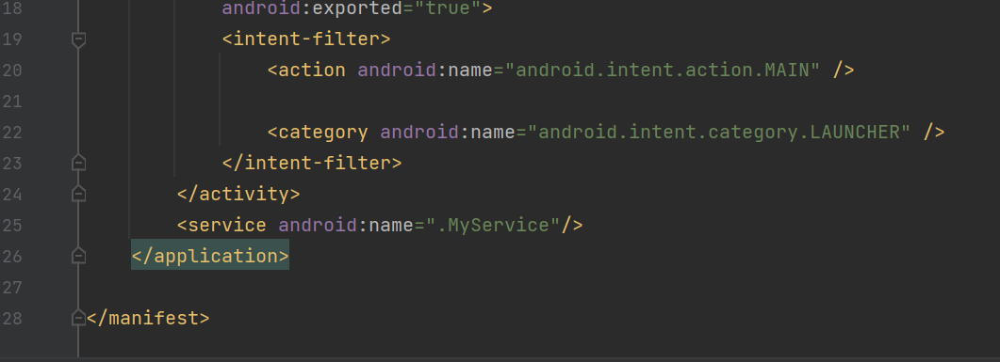 18 android:exported="true">
19 <intent-filter>
20 <action android:name="android.intent.action.MAIN" />
21
22 <category android:name="android.intent.category.LAUNCHER" />
23 </intent-filter>
24 </activity>
25 <service android:name=".MyService"/>
26 </application>
27
28 </manifest>